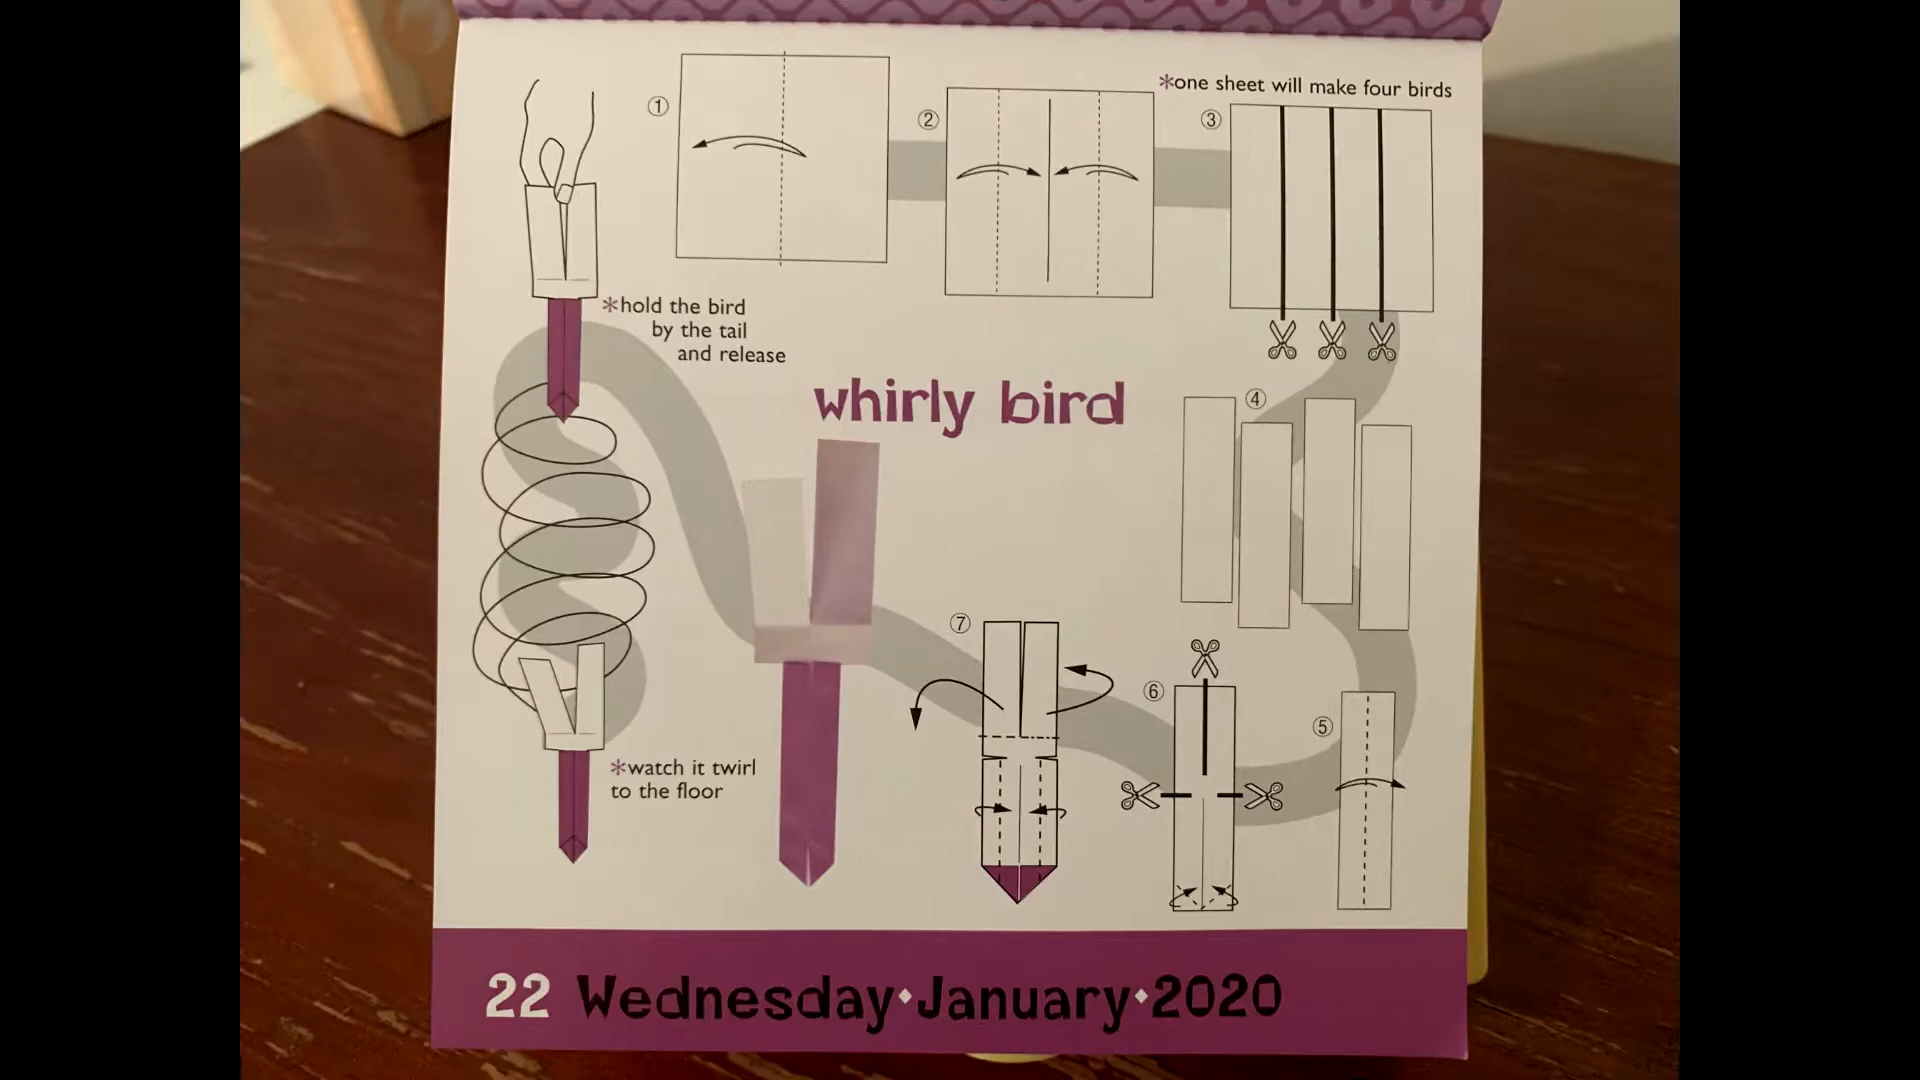 ①
②
*one sheet will make four birds
③
*hold the bird
by the tail
and release
whirly bird
④
⑦
⑥
⑤
*watch it twirl
to the floor
22 Wednesday◆January◆2020